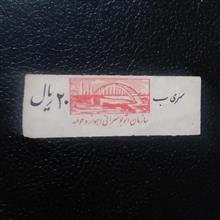 سری ب
۲۰ ریال
سازمان اتوبوسرانی اهواز و حومه